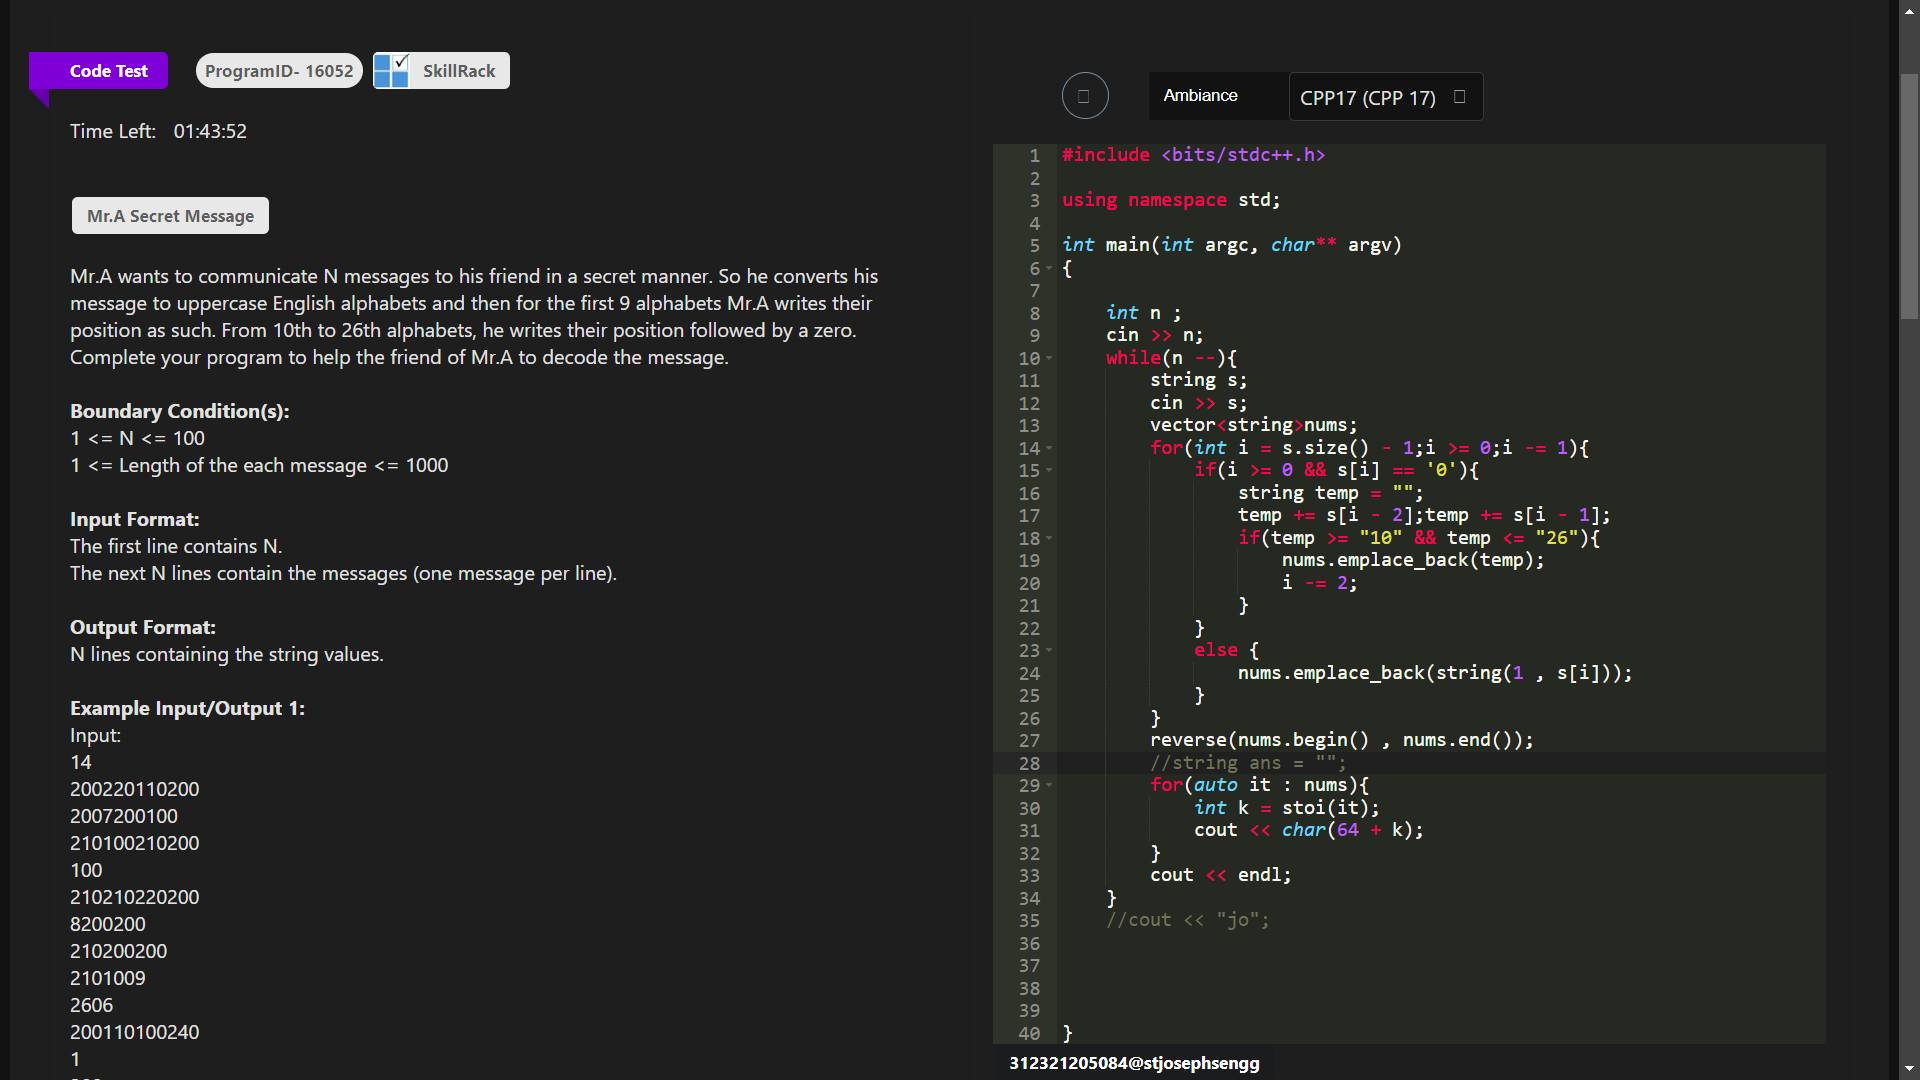 Code Test
ProgramID- 16052
SkillRack
Time Left: 01:43:52
Mr.A Secret Message
Mr.A wants to communicate N messages to his friend in a secret manner. So he converts his
message to uppercase English alphabets and then for the first 9 alphabets Mr.A writes their
position as such. From 10th to 26th alphabets, he writes their position followed by a zero.
Complete your program to help the friend of Mr.A to decode the message.
Boundary Condition(s):
1 <= N <= 100
1 <= Length of the each message <= 1000
Input Format:
The first line contains N.
The next N lines contain the messages (one message per line).
Output Format:
N lines containing the string values.
Example Input/Output 1:
Input:
14
200220110200
2007200100
210100210200
100
210210220200
8200200
210200200
2101009
2606
200110100240
1
Ambiance
CPP17 (CPP 17)
1 #include <bits/stdc++.h>
2
3 using namespace std;
4
5 int main(int argc, char** argv)
6 {
7
8     int n ;
9     cin >> n;
10     while(n --){
11         string s;
12         cin >> s;
13         vector<string>nums;
14         for(int i = s.size() - 1;i >= 0;i -= 1){
15             if(i >= 0 && s[i] == '0'){
16                 string temp = "";
17                 temp += s[i - 2];temp += s[i - 1];
18                 if(temp >= "10" && temp <= "26"){
19                     nums.emplace_back(temp);
20                     i -= 2;
21                 }
22             }
23             else {
24                 nums.emplace_back(string(1 , s[i]));
25             }
26         }
27         reverse(nums.begin() , nums.end());
28         //string ans = "";
29         for(auto it : nums){
30             int k = stoi(it);
31             cout << char(64 + k);
32         }
33         cout << endl;
34     }
35     //cout << "jo";
36
37
38
39
40 }
312321205084@stjosephsengg